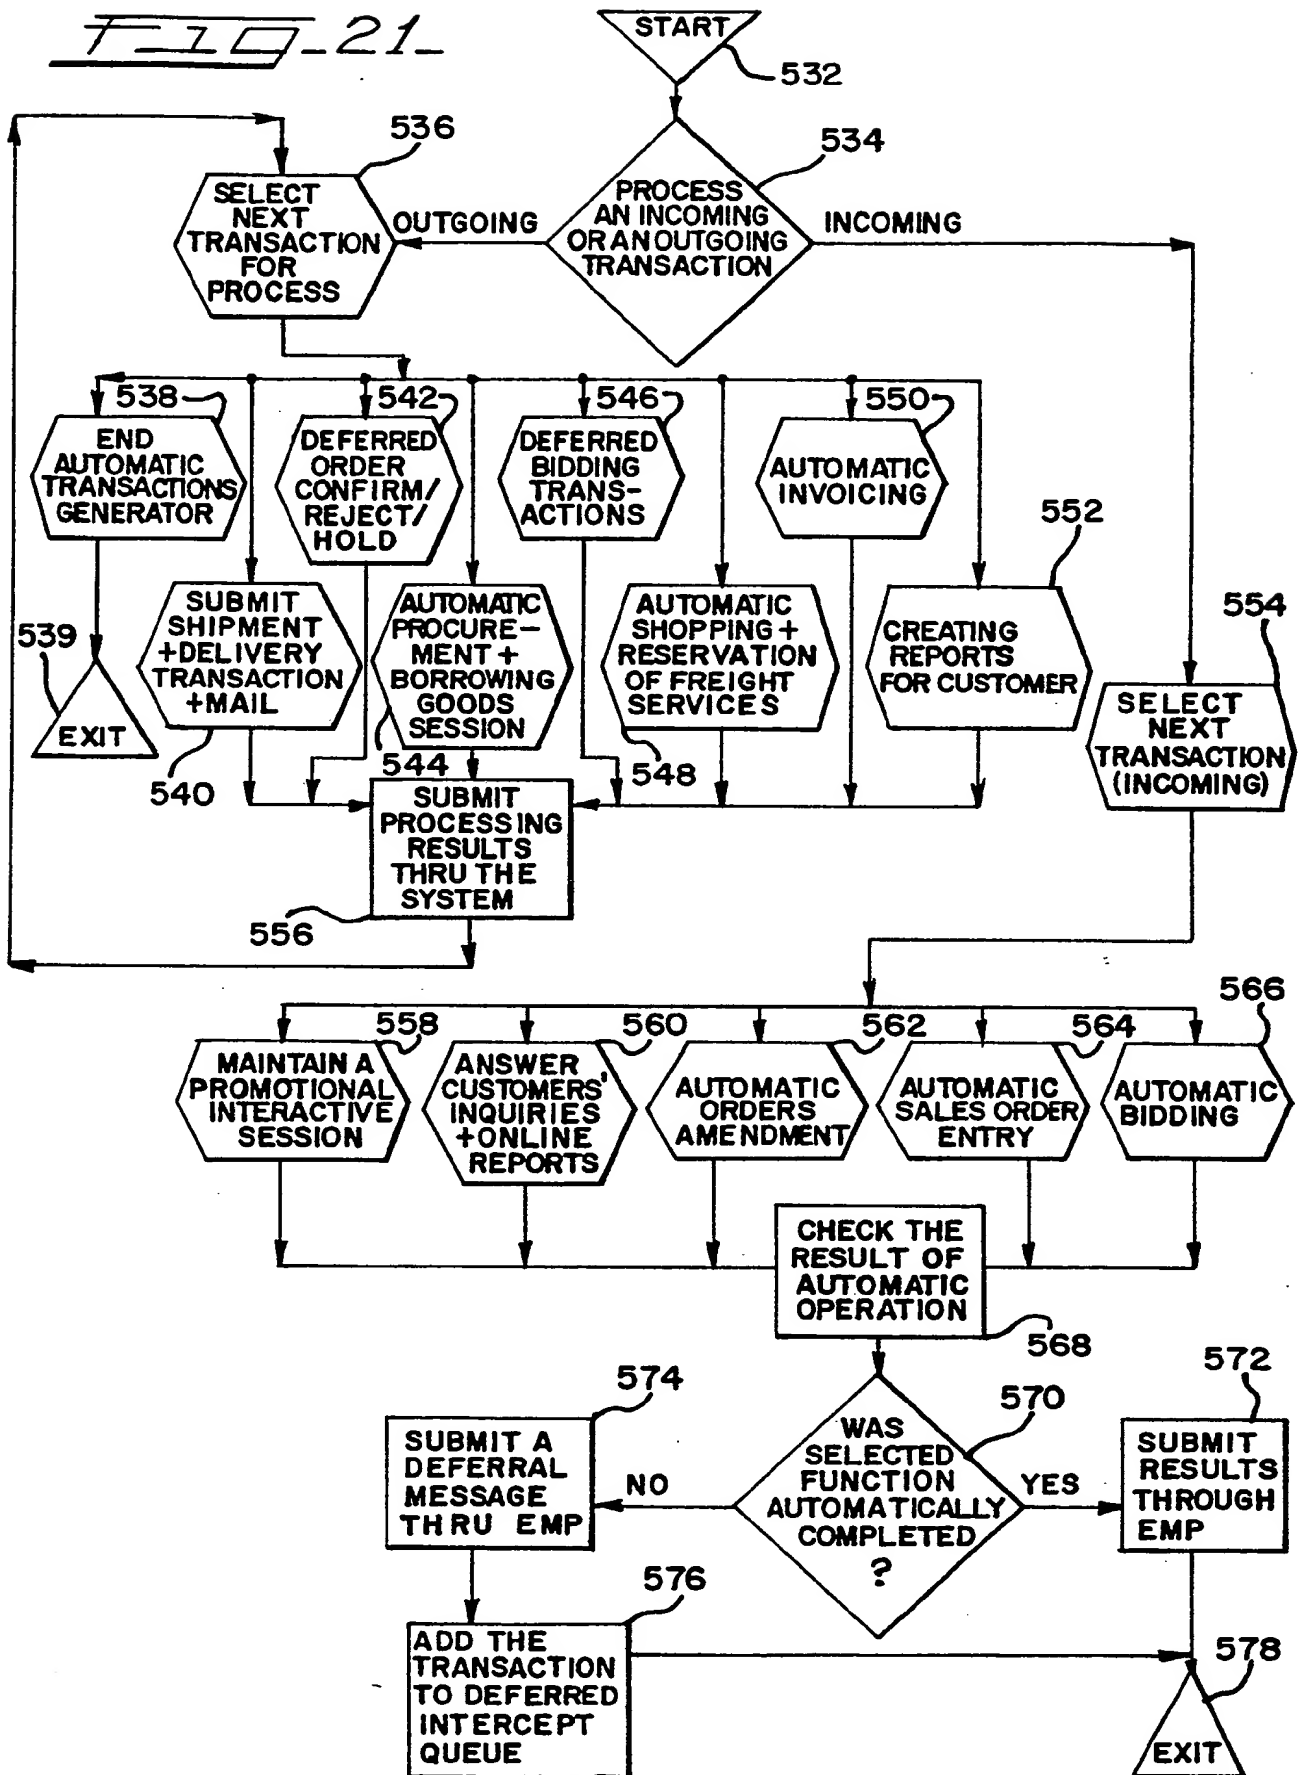 Fig-21-
START
532
534
536
PROCESS
AN INCOMING
OR AN OUTGOING
TRANSACTION
SELECT
NEXT
TRANSACTION
FOR
PROCESS
OUTGOING
INCOMING
538
542
546
550
END
AUTOMATIC
TRANSACTIONS
GENERATOR
DEFERRED
ORDER
CONFIRM/
REJECT/
HOLD
DEFERRED
BIDDING
TRANS-
ACTIONS
AUTOMATIC
INVOICING
552
554
539
EXIT
SUBMIT
SHIPMENT
+DELIVERY
TRANSACTION
+MAIL
540
AUTOMATIC
PROCURE-
MENT +
BORROWING
GOODS
SESSION
544
AUTOMATIC
SHOPPING +
RESERVATION
OF FREIGHT
SERVICES
548
CREATING
REPORTS
FOR CUSTOMER
SELECT
NEXT
TRANSACTION
(INCOMING)
SUBMIT
PROCESSING
RESULTS
THRU THE
SYSTEM
556
558
560
562
564
566
MAINTAIN A
PROMOTIONAL
INTERACTIVE
SESSION
ANSWER
CUSTOMERS'
INQUIRIES
+ONLINE
REPORTS
AUTOMATIC
ORDERS
AMENDMENT
AUTOMATIC
SALES ORDER
ENTRY
AUTOMATIC
BIDDING
CHECK THE
RESULT OF
AUTOMATIC
OPERATION
568
570
572
574
WAS
SELECTED
FUNCTION
AUTOMATICALLY
COMPLETED
?
NO
YES
SUBMIT A
DEFERRAL
MESSAGE
THRU EMP
SUBMIT
RESULTS
THROUGH
EMP
576
ADD THE
TRANSACTION
TO DEFERRED
INTERCEPT
QUEUE
578
EXIT